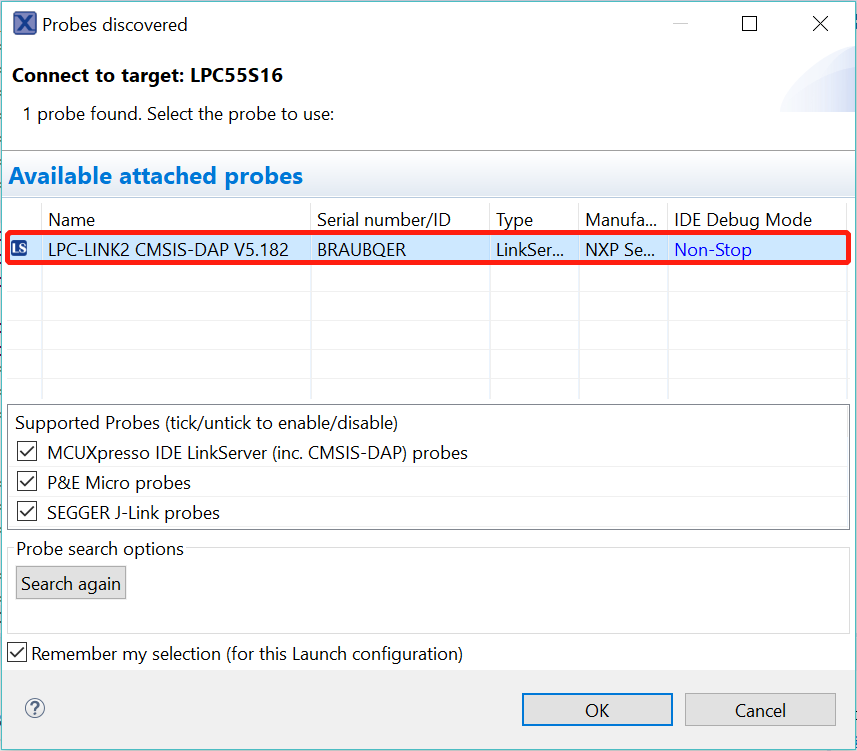 Probes discovered
Connect to target: LPC55S16
1 probe found. Select the probe to use:
Available attached probes
Name Serial number/ID Type Manufa... IDE Debug Mode
LS LPC-LINK2 CMSIS-DAP V5.182 BRAUBQER LinkSer... NXP Se... Non-Stop
Supported Probes (tick/untick to enable/disable)
MCUXpresso IDE LinkServer (inc. CMSIS-DAP) probes
P&E Micro probes
SEGGER J-Link probes
Probe search options
Search again
Remember my selection (for this Launch configuration)
? OK Cancel